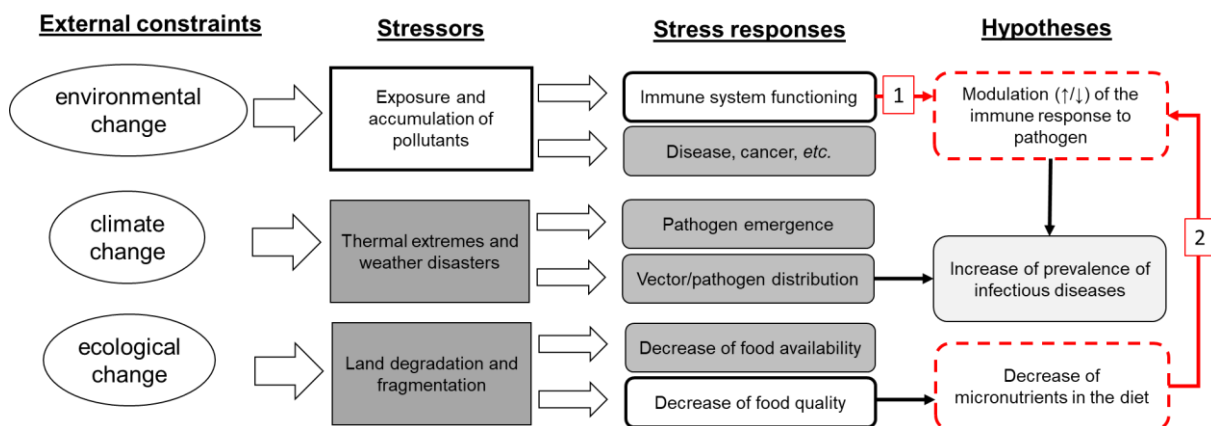 External constraints
Stressors
Stress responses
Hypotheses
environmental
change
Exposure and
accumulation of
pollutants
Immune system functioning
1
Modulation (↑/↓) of the
immune response to
pathogen
Disease, cancer, etc.
climate
change
Thermal extremes and
weather disasters
Pathogen emergence
Vector/pathogen distribution
Increase of prevalence of
infectious diseases
2
ecological
change
Land degradation and
fragmentation
Decrease of food availability
Decrease of food quality
Decrease of
micronutrients in the diet